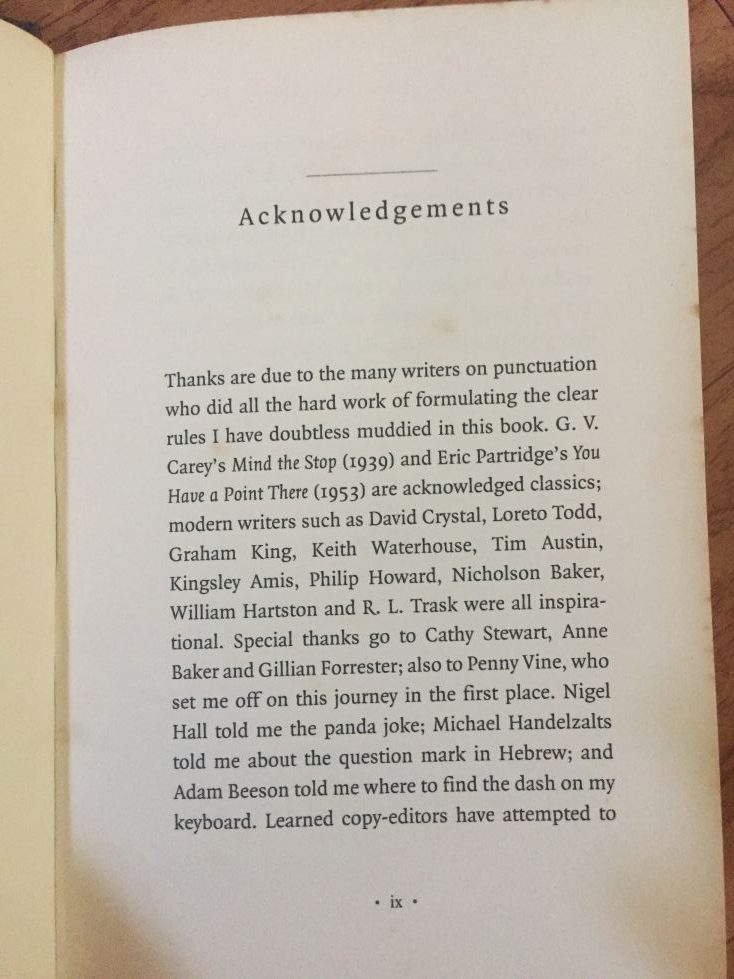 Acknowledgements
Thanks are due to the many writers on punctuation
who did all the hard work of formulating the clear
rules I have doubtless muddied in this book. G. V.
Carey's Mind the Stop (1939) and Eric Partridge's You
Have a Point There (1953) are acknowledged classics;
modern writers such as David Crystal, Loreto Todd,
Graham King, Keith Waterhouse, Tim Austin,
Kingsley Amis, Philip Howard, Nicholson Baker,
William Hartston and R. L. Trask were all inspira-
tional. Special thanks go to Cathy Stewart, Anne
Baker and Gillian Forrester; also to Penny Vine, who
set me off on this journey in the first place. Nigel
Hall told me the panda joke; Michael Handelzalts
told me about the question mark in Hebrew; and
Adam Beeson told me where to find the dash on my
keyboard. Learned copy-editors have attempted to
• ix •